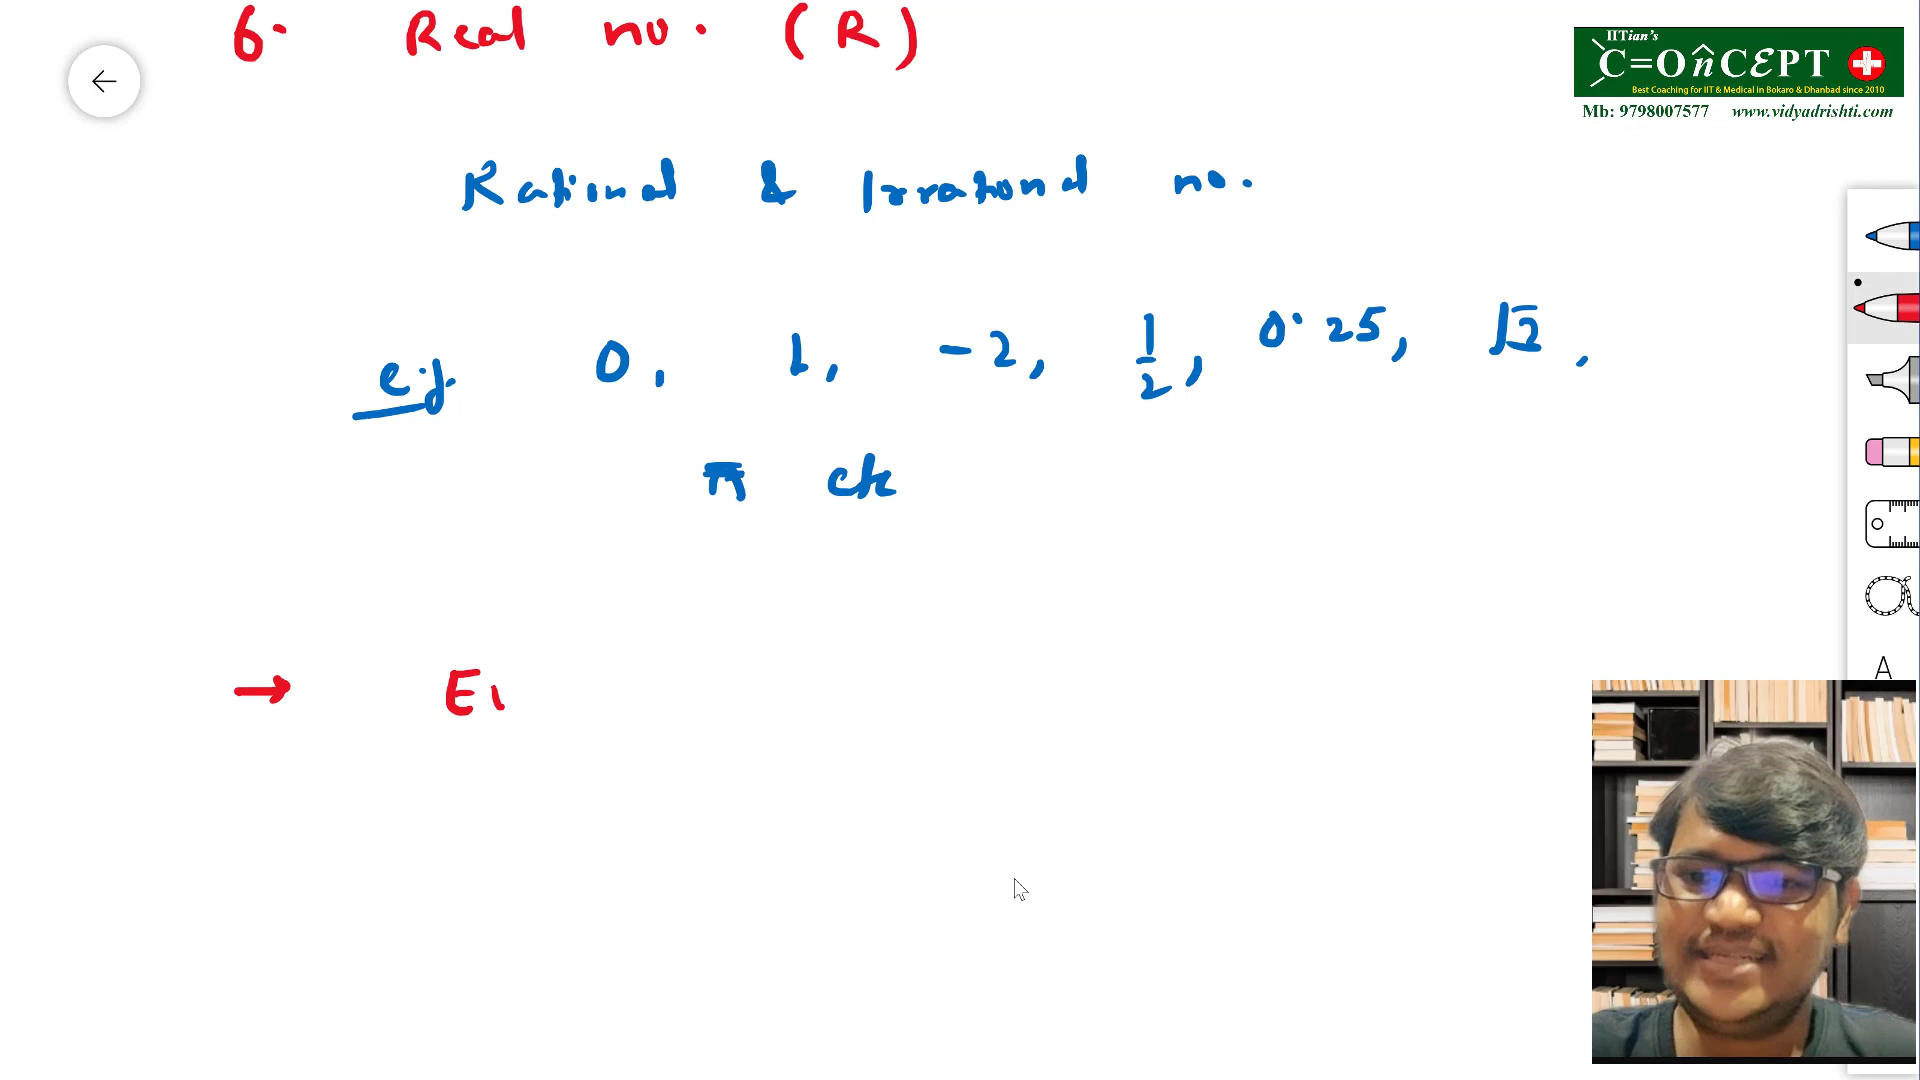 6. Real no. (R)
IITian's
C=OnCEPT
Best Coaching for IIT & Medical in Bokaro & Dhanbad since 2010
Mb: 9798007577 www.vidyadrishti.com
Rational & Irrational no.
e.g. 0, 1, -2, 1/2, 0.25, √2,
π etc
→ E
A